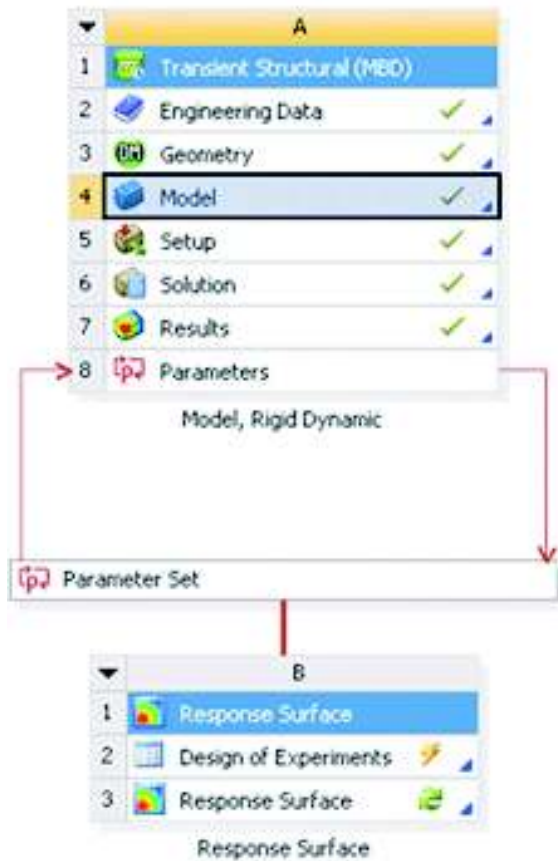 A
1 Transient Structural (MBD)
2 Engineering Data
3 Geometry
4 Model
5 Setup
6 Solution
7 Results
8 Parameters
Model, Rigid Dynamic
Parameter Set
B
1 Response Surface
2 Design of Experiments
3 Response Surface
Response Surface